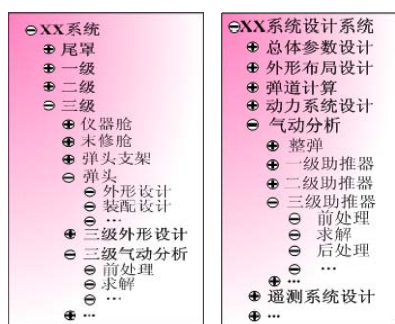 XX系统
尾罩
一级
二级
三级
仪器舱
末修舱
弹头支架
弹头
外形设计
装配设计
...
三级外形设计
三级气动分析
前处理
求解
...
...
XX系统设计系统
总体参数设计
外形布局设计
弹道计算
动力系统设计
气动分析
整弹
一级助推器
二级助推器
三级助推器
前处理
求解
后处理
...
...
遥测系统设计
...